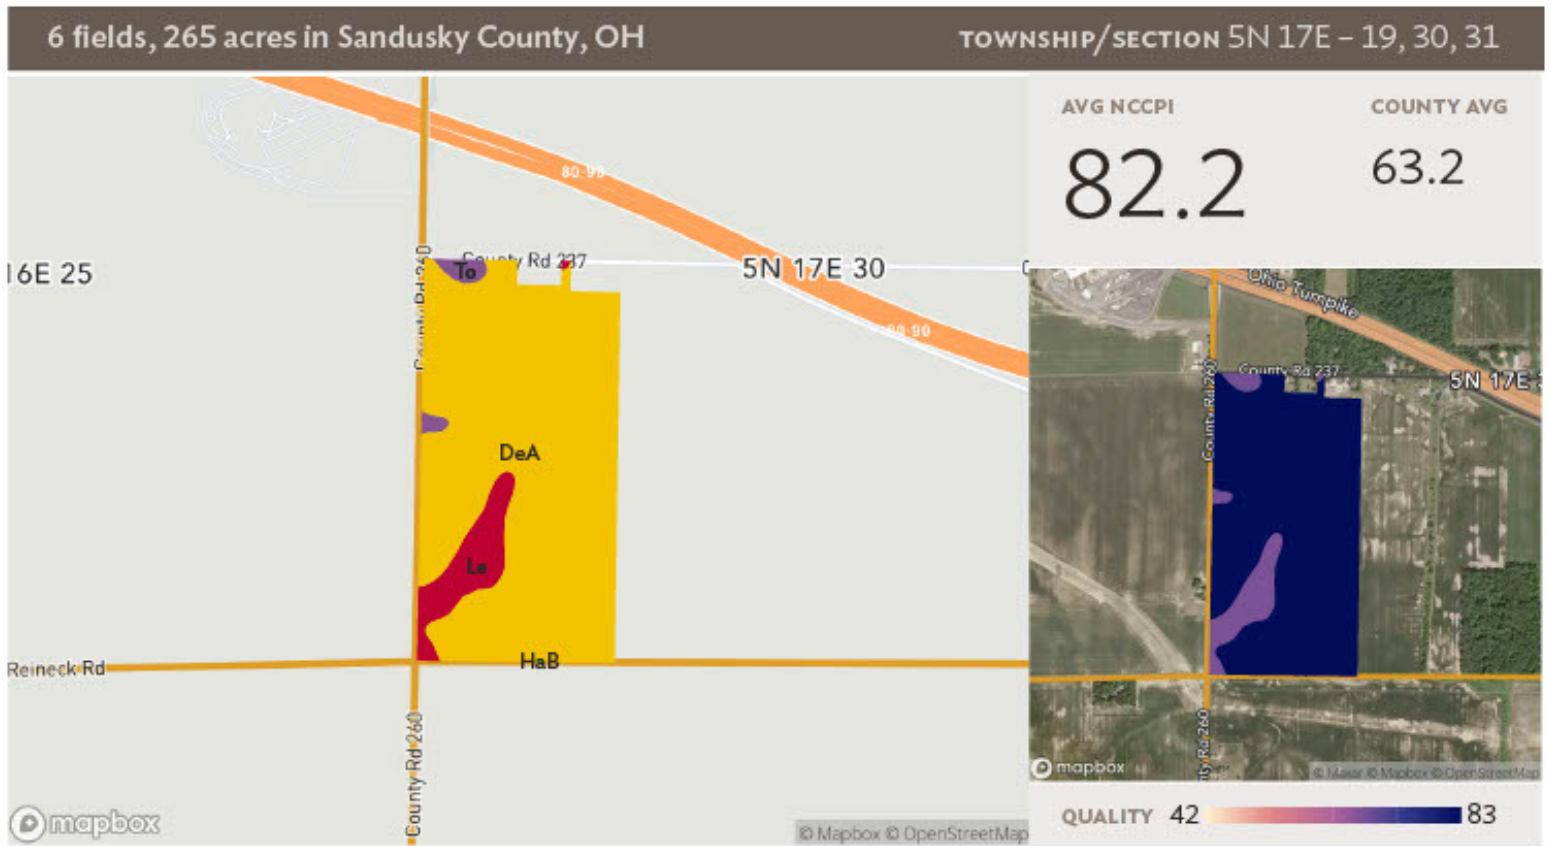 6 fields, 265 acres in Sandusky County, OH
TOWNSHIP/SECTION 5N 17E – 19, 30, 31
AVG NCCPI
COUNTY AVG
82.2
63.2
80-90
County Rd 260
County Rd 237
To
16E 25
5N 17E 30
80-90
DeA
Le
HaB
Reineck Rd
County Rd 260
mapbox
© Mapbox © OpenStreetMap
Ohio Turnpike
County Rd 237
5N 17E
County Rd 260
nty Rd 260
mapbox
© Maxar © Mapbox © OpenStreetMap
QUALITY 42
83